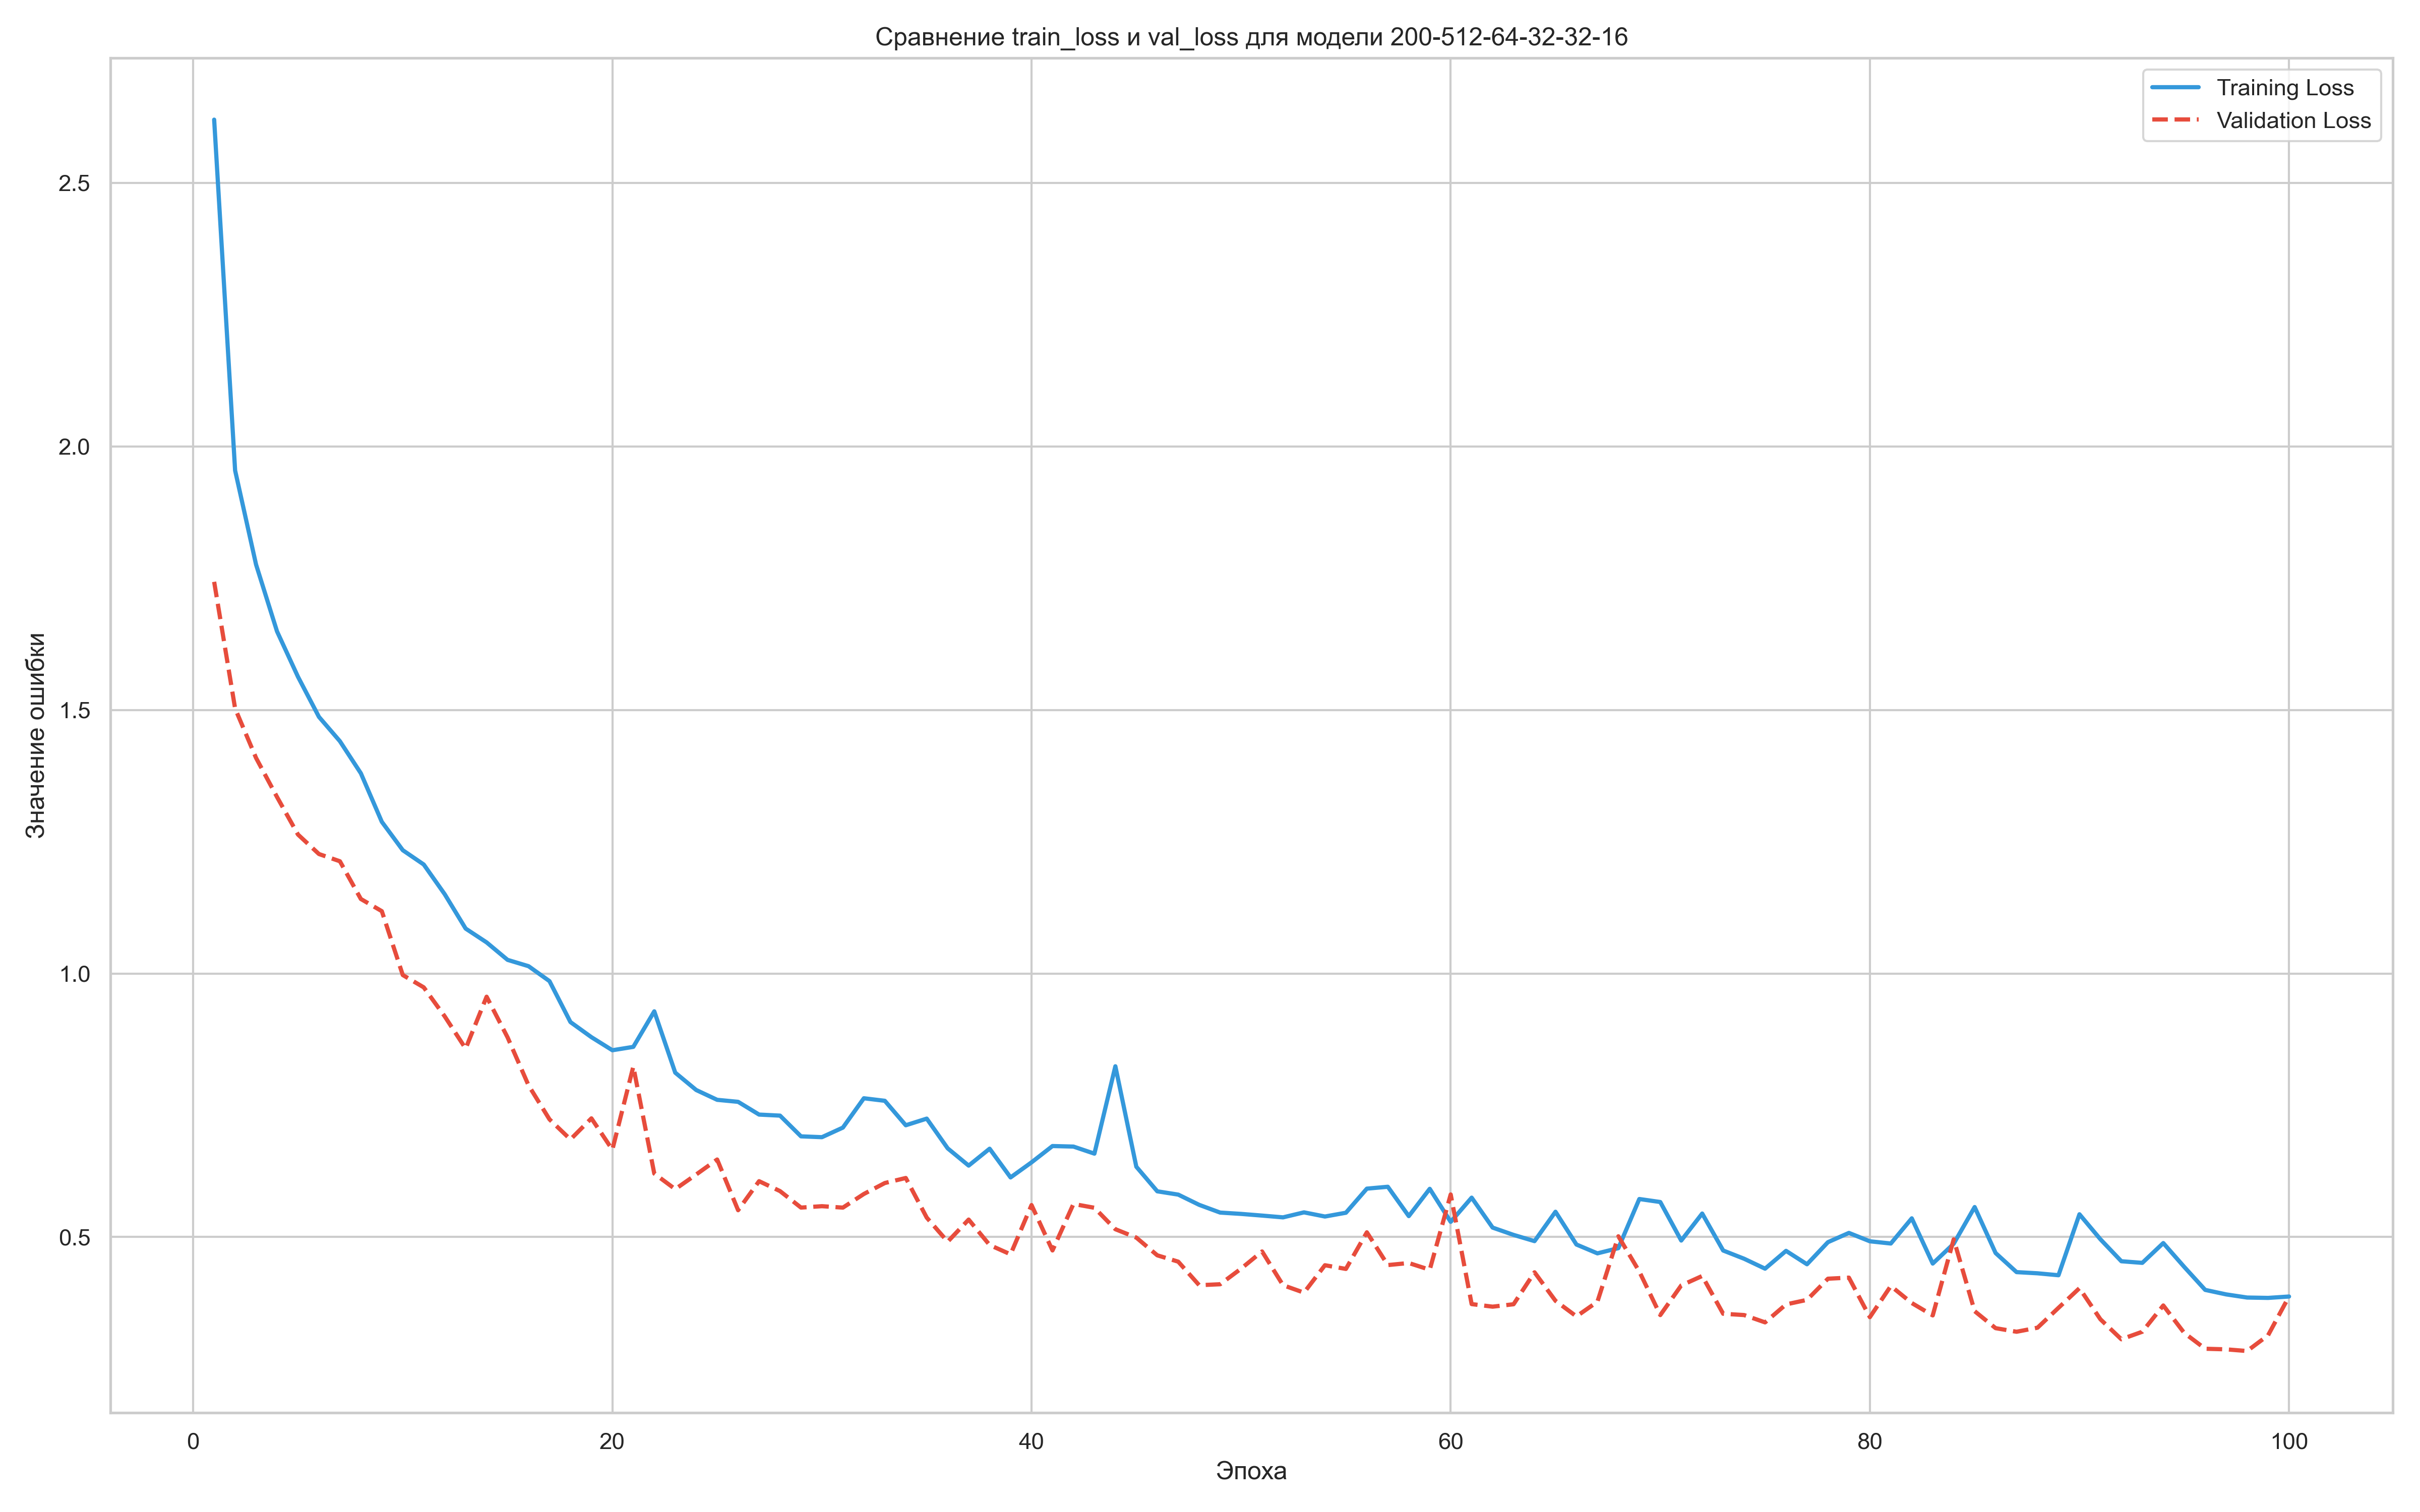 Сравнение train_loss и val_loss для модели 200-512-64-32-32-16
Training Loss
Validation Loss
Значение ошибки
2.5
2.0
1.5
1.0
0.5
0
20
40
60
80
100
Эпоха